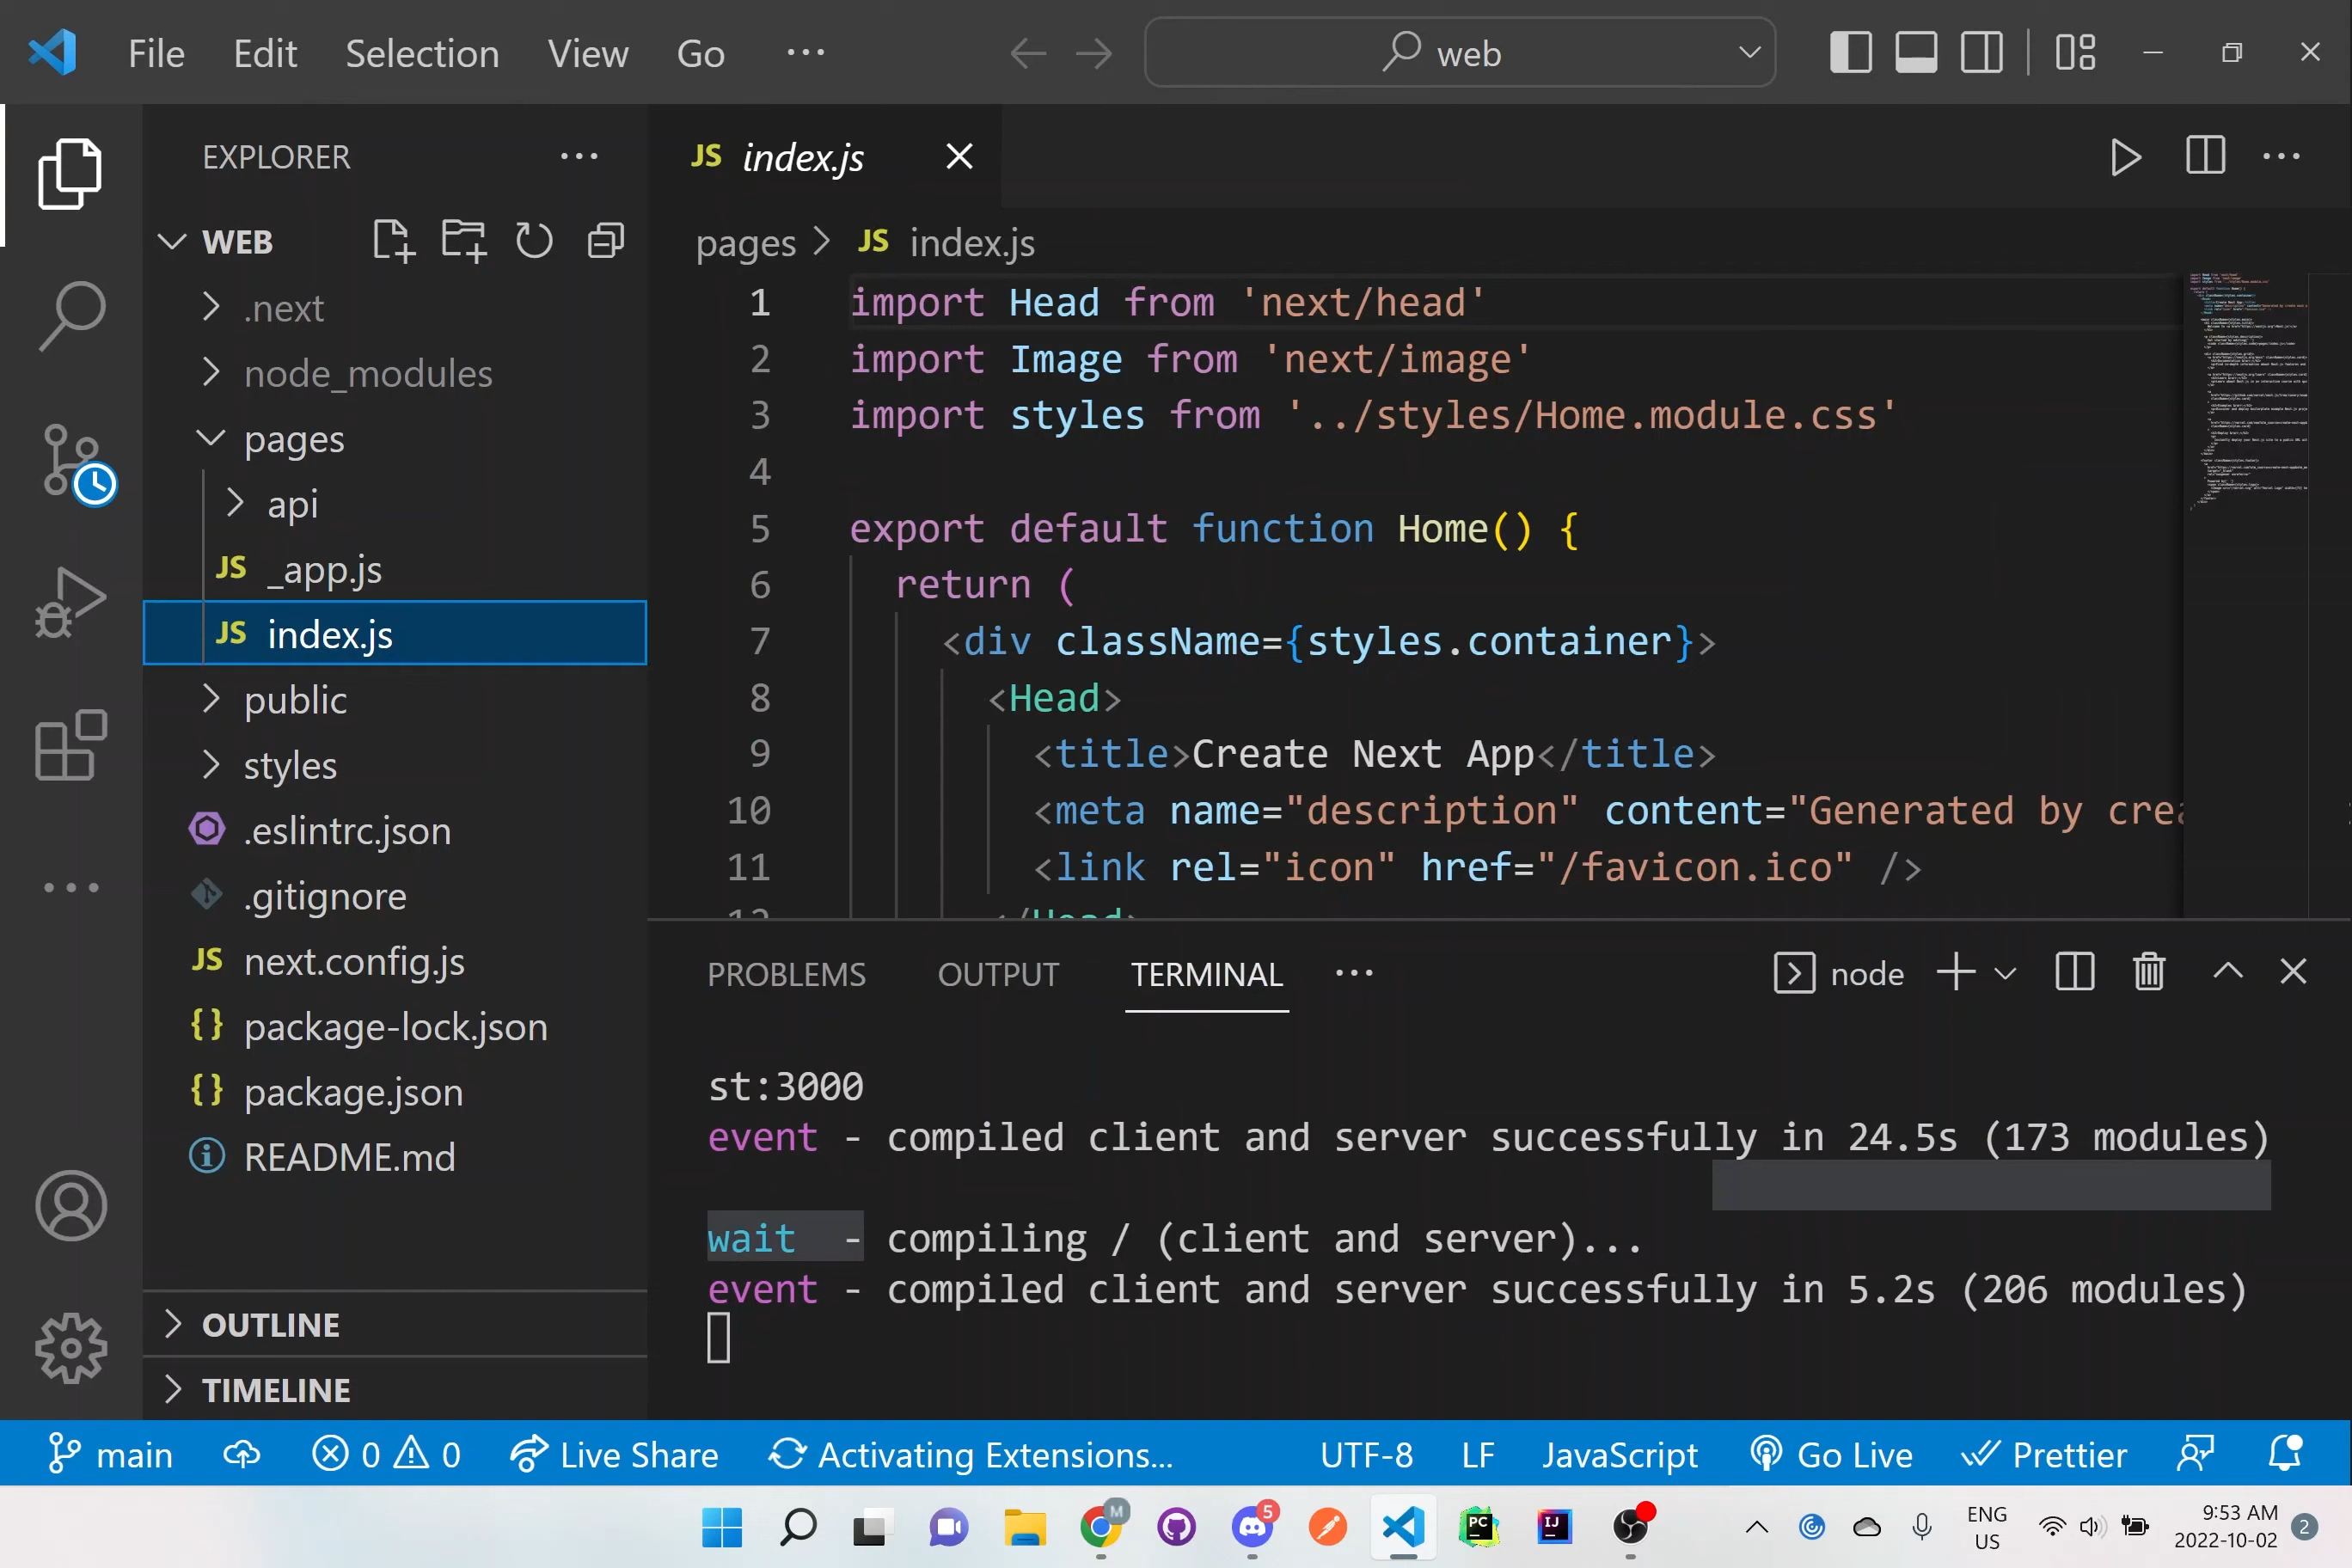 File Edit Selection View Go ··· web
EXPLORER ···
WEB
.next
node_modules
pages
api
JS _app.js
JS index.js
public
styles
.eslintrc.json
.gitignore
JS next.config.js
{} package-lock.json
{} package.json
README.md
OUTLINE
TIMELINE
JS index.js
pages > JS index.js
1 import Head from 'next/head'
2 import Image from 'next/image'
3 import styles from '../styles/Home.module.css'
4
5 export default function Home() {
6 return (
7 <div className={styles.container}>
8 <Head>
9 <title>Create Next App</title>
10 <meta name="description" content="Generated by crea
11 <link rel="icon" href="/favicon.ico" />
12 </Head>
PROBLEMS OUTPUT TERMINAL ··· node
st:3000
event - compiled client and server successfully in 24.5s (173 modules)
wait  - compiling / (client and server)...
event - compiled client and server successfully in 5.2s (206 modules)
main 0 0 Live Share Activating Extensions... UTF-8 LF JavaScript Go Live Prettier
M 5 PC IJ
ENG
US
9:53 AM
2022-10-02
2